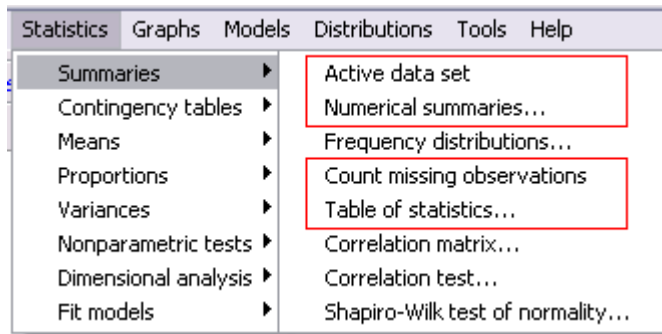 Statistics Graphs Models Distributions Tools Help
Summaries
Contingency tables
Means
Proportions
Variances
Nonparametric tests
Dimensional analysis
Fit models
Active data set
Numerical summaries...
Frequency distributions...
Count missing observations
Table of statistics...
Correlation matrix...
Correlation test...
Shapiro-Wilk test of normality...